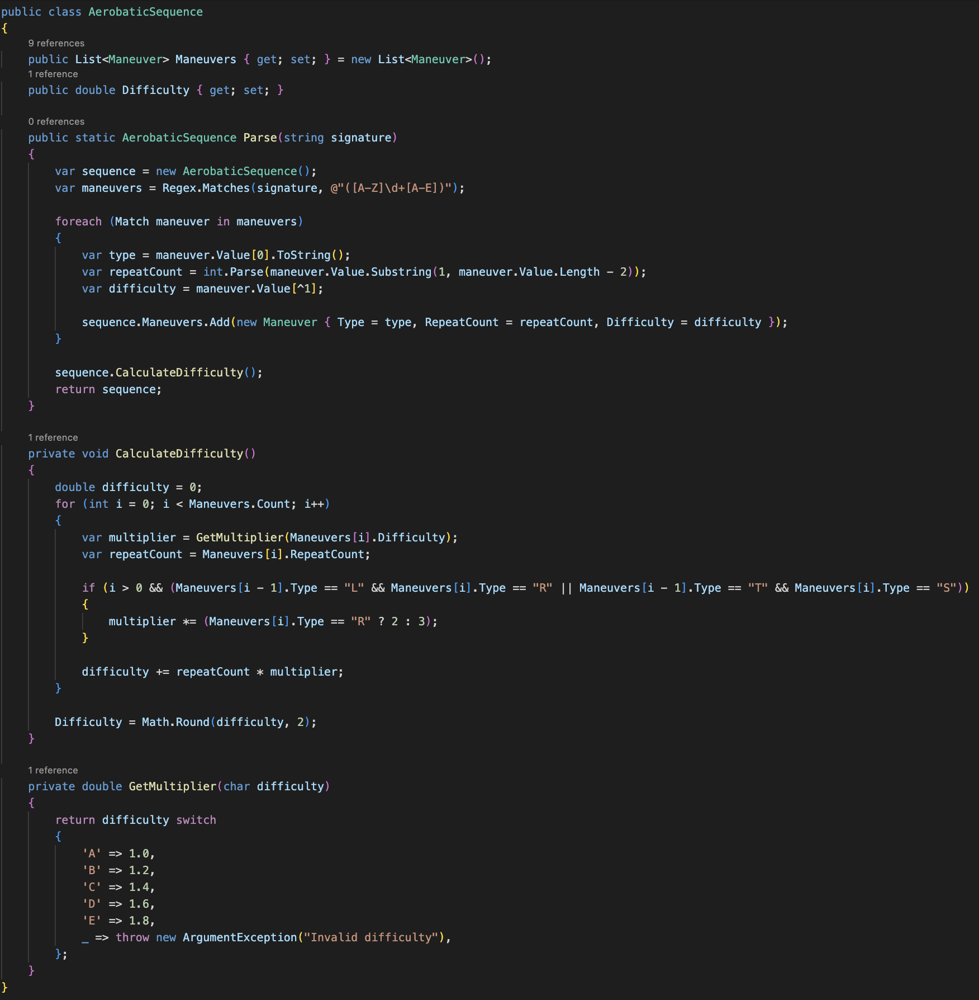 public class AerobaticSequence
{
9 references
public List<Maneuver> Maneuvers { get; set; } = new List<Maneuver>();
1 reference
public double Difficulty { get; set; }
0 references
public static AerobaticSequence Parse(string signature)
{
var sequence = new AerobaticSequence();
var maneuvers = Regex.Matches(signature, @"([A-Z]\d+[A-E])");
foreach (Match maneuver in maneuvers)
{
var type = maneuver.Value[0].ToString();
var repeatCount = int.Parse(maneuver.Value.Substring(1, maneuver.Value.Length - 2));
var difficulty = maneuver.Value[^1];
sequence.Maneuvers.Add(new Maneuver { Type = type, RepeatCount = repeatCount, Difficulty = difficulty });
}
sequence.CalculateDifficulty();
return sequence;
}
1 reference
private void CalculateDifficulty()
{
double difficulty = 0;
for (int i = 0; i < Maneuvers.Count; i++)
{
var multiplier = GetMultiplier(Maneuvers[i].Difficulty);
var repeatCount = Maneuvers[i].RepeatCount;
if (i > 0 && (Maneuvers[i - 1].Type == "L" && Maneuvers[i].Type == "R" || Maneuvers[i - 1].Type == "T" && Maneuvers[i].Type == "S"))
{
multiplier *= (Maneuvers[i].Type == "R" ? 2 : 3);
}
difficulty += repeatCount * multiplier;
}
Difficulty = Math.Round(difficulty, 2);
}
1 reference
private double GetMultiplier(char difficulty)
{
return difficulty switch
{
'A' => 1.0,
'B' => 1.2,
'C' => 1.4,
'D' => 1.6,
'E' => 1.8,
_ => throw new ArgumentException("Invalid difficulty"),
};
}
}